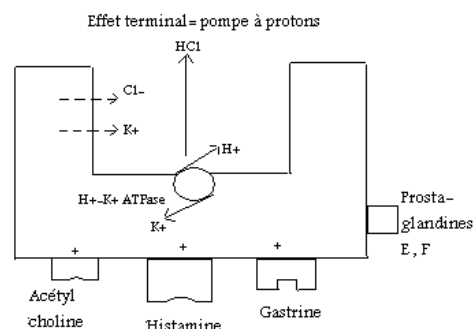 Effet terminal = pompe à protons
HCl
Cl-
K+
H+
H+-K+ ATPase
K+
Prosta-
glandines
E , F
+
+
+
Acétyl
choline
Histamine
Gastrine